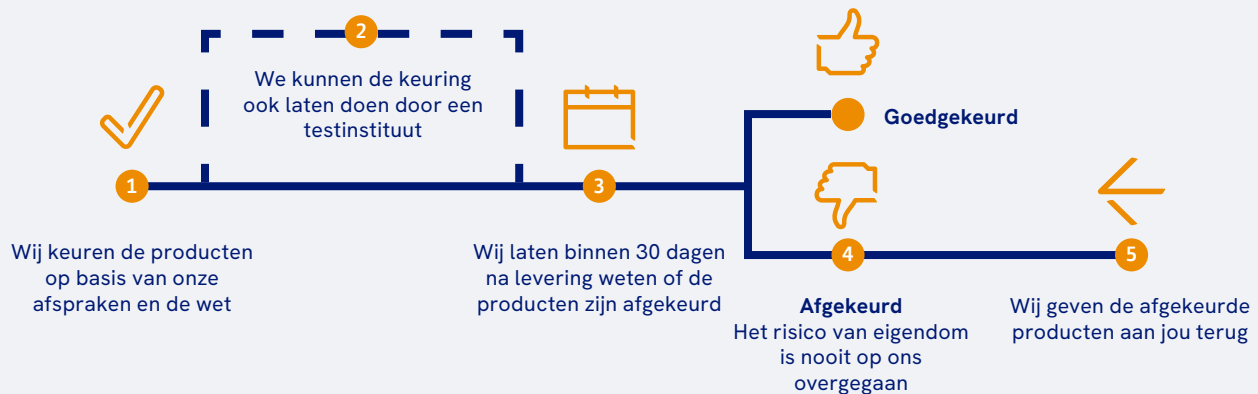 2
We kunnen de keuring
ook laten doen door een
testinstituut
Goedgekeurd
1
3
Wij keuren de producten
op basis van onze
afspraken en de wet
Wij laten binnen 30 dagen
na levering weten of de
producten zijn afgekeurd
4
Afgekeurd
Het risico van eigendom
is nooit op ons
overgegaan
5
Wij geven de afgekeurde
producten aan jou terug